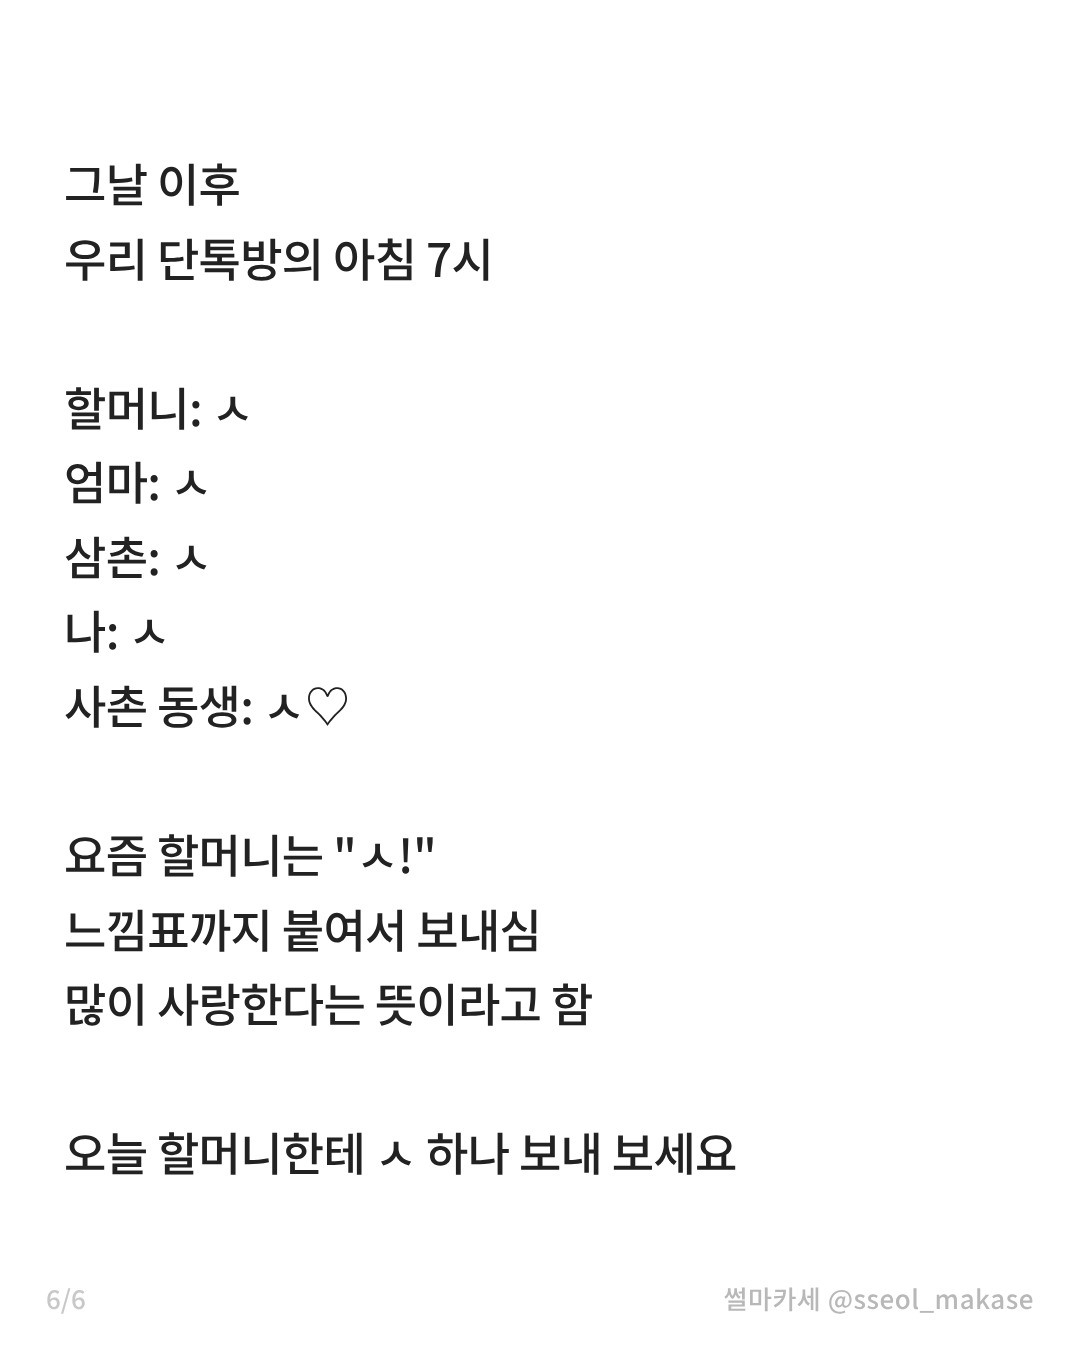 그날 이후
우리 단톡방의 아침 7시
할머니: ㅅ
엄마: ㅅ
삼촌: ㅅ
나: ㅅ
사촌 동생: ㅅ♡
요즘 할머니는 "ㅅ!"
느낌표까지 붙여서 보내심
많이 사랑한다는 뜻이라고 함
오늘 할머니한테 ㅅ 하나 보내 보세요
6/6
썰마카세 @sseol_makase